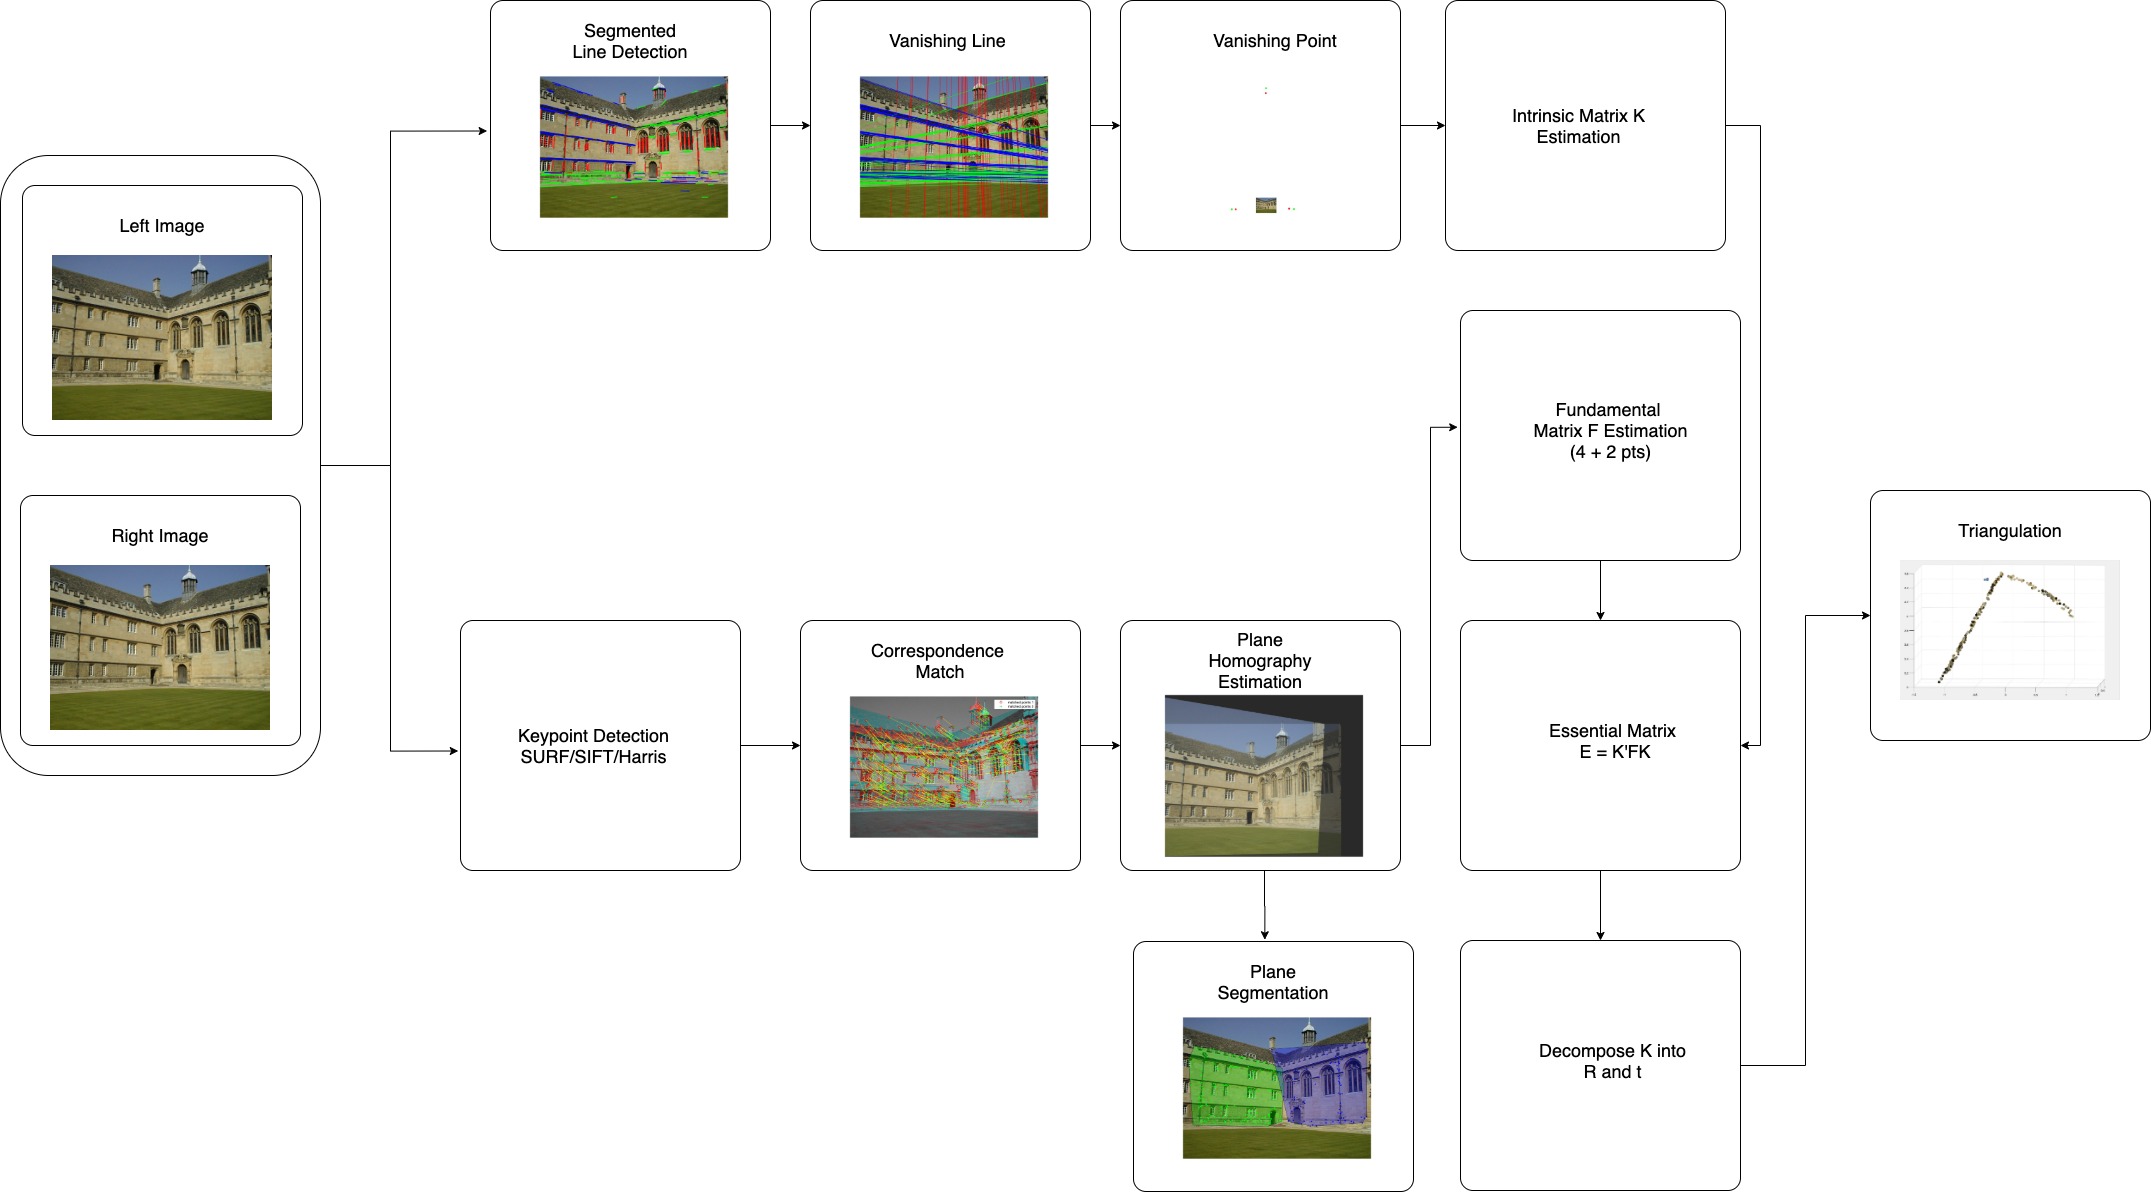 Left Image
Right Image
Segmented
Line Detection
Vanishing Line
Vanishing Point
Intrinsic Matrix K
Estimation
Keypoint Detection
SURF/SIFT/Harris
Correspondence
Match
Plane
Homography
Estimation
Plane
Segmentation
Fundamental
Matrix F Estimation
(4 + 2 pts)
Essential Matrix
E = K'FK
Decompose K into
R and t
Triangulation